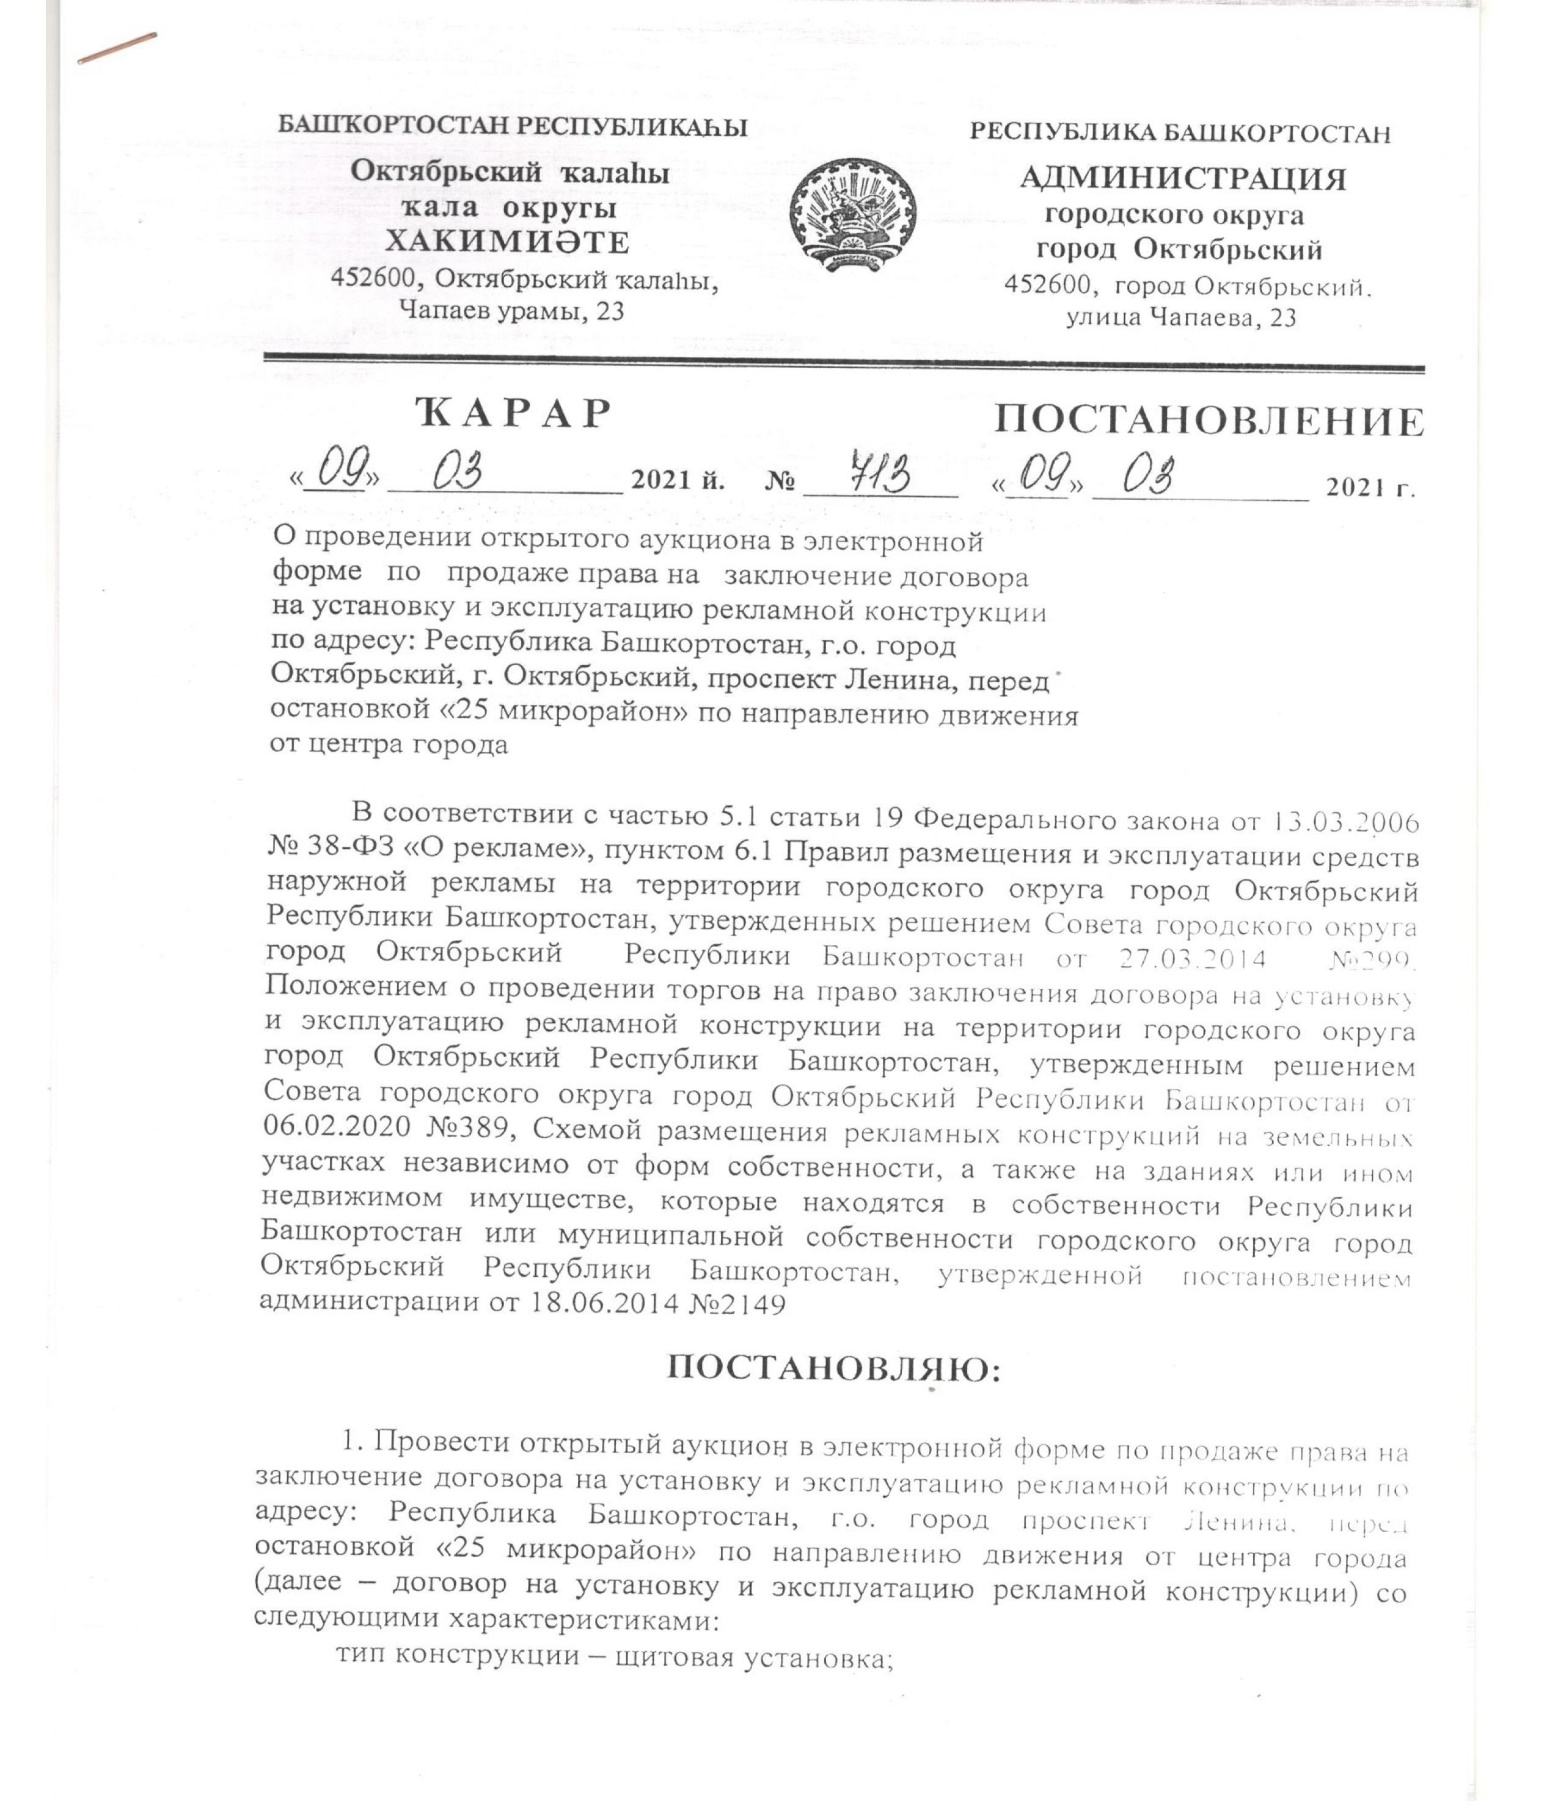 БАШҠОРТОСТАН РЕСПУБЛИКАҺЫ
Октябрьский ҡалаһы
ҡала округы
ХАКИМИӘТЕ
452600, Октябрьский ҡалаһы,
Чапаев урамы, 23
РЕСПУБЛИКА БАШКОРТОСТАН
АДМИНИСТРАЦИЯ
городского округа
город Октябрьский
452600, город Октябрьский.
улица Чапаева, 23
ҠАРАР
ПОСТАНОВЛЕНИЕ
«09» 03 2021 й. № 713 «09» 03 2021 г.
О проведении открытого аукциона в электронной
форме по продаже права на заключение договора
на установку и эксплуатацию рекламной конструкции
по адресу: Республика Башкортостан, г.о. город
Октябрьский, г. Октябрьский, проспект Ленина, перед
остановкой «25 микрорайон» по направлению движения
от центра города
В соответствии с частью 5.1 статьи 19 Федерального закона от 13.03.2006
№ 38-ФЗ «О рекламе», пунктом 6.1 Правил размещения и эксплуатации средств
наружной рекламы на территории городского округа город Октябрьский
Республики Башкортостан, утвержденных решением Совета городского округа
город Октябрьский Республики Башкортостан от 27.03.2014 №299.
Положением о проведении торгов на право заключения договора на установку
и эксплуатацию рекламной конструкции на территории городского округа
город Октябрьский Республики Башкортостан, утвержденным решением
Совета городского округа город Октябрьский Республики Башкортостан от
06.02.2020 №389, Схемой размещения рекламных конструкций на земельных
участках независимо от форм собственности, а также на зданиях или ином
недвижимом имуществе, которые находятся в собственности Республики
Башкортостан или муниципальной собственности городского округа город
Октябрьский Республики Башкортостан, утвержденной постановлением
администрации от 18.06.2014 №2149
ПОСТАНОВЛЯЮ:
1. Провести открытый аукцион в электронной форме по продаже права на
заключение договора на установку и эксплуатацию рекламной конструкции по
адресу: Республика Башкортостан, г.о. город проспект Ленина, перед
остановкой «25 микрорайон» по направлению движения от центра города
(далее – договор на установку и эксплуатацию рекламной конструкции) со
следующими характеристиками:
тип конструкции – щитовая установка;